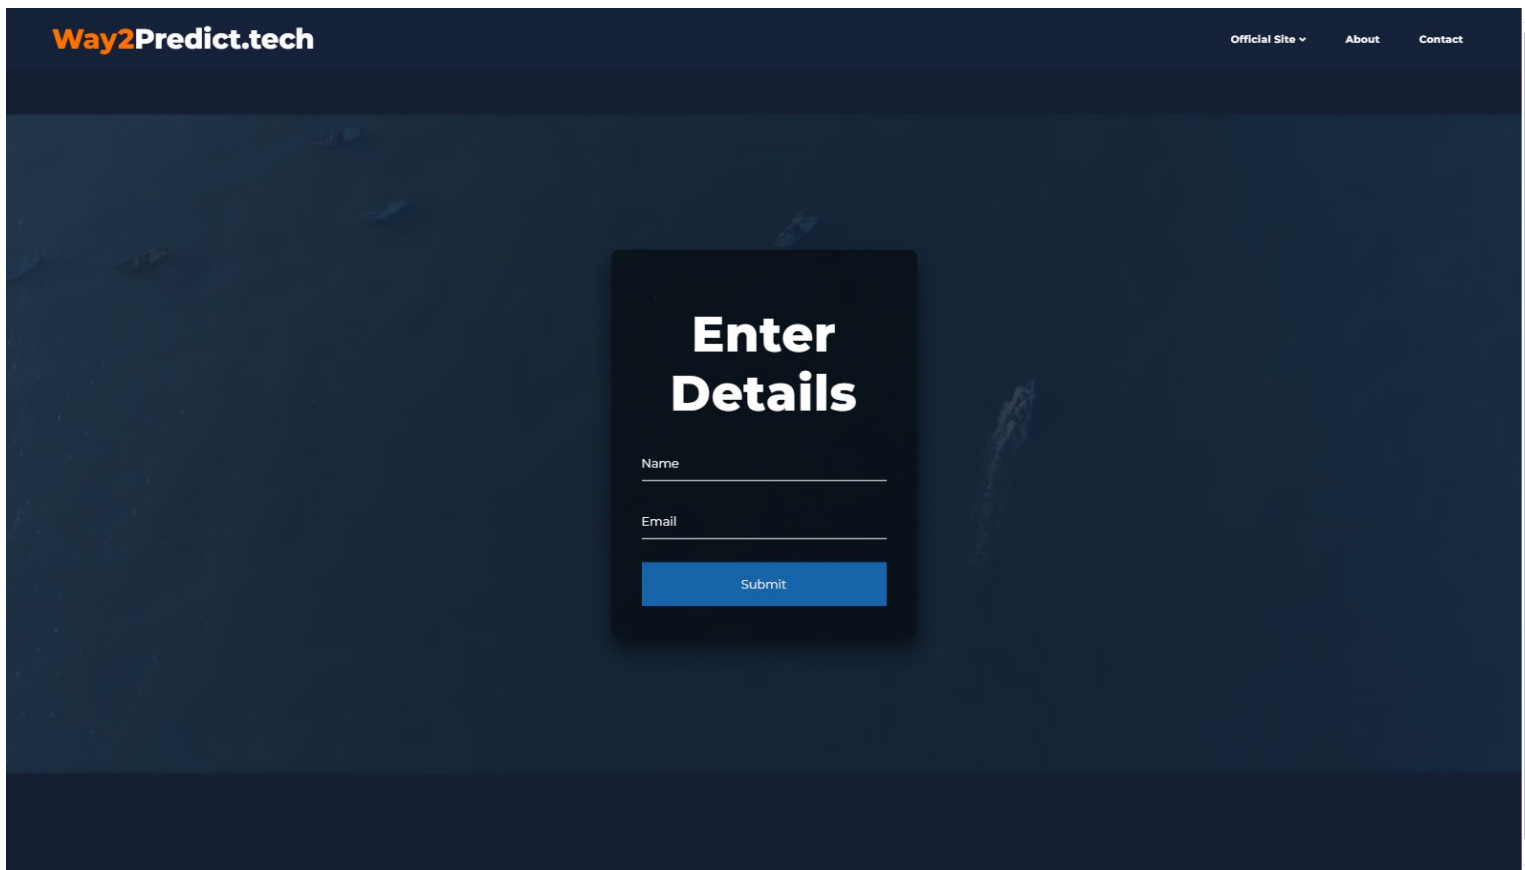 Way2Predict.tech
Official Site About Contact
Enter
Details
Name
Email
Submit